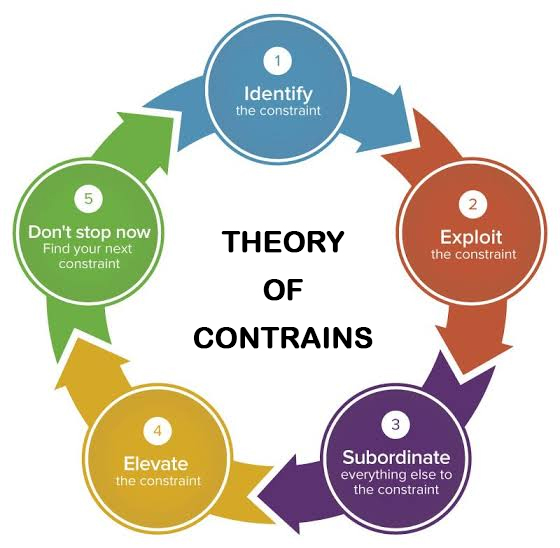 1
Identify
the constraint
2
Exploit
the constraint
3
Subordinate
everything else to
the constraint
4
Elevate
the constraint
5
Don't stop now
Find your next
constraint
THEORY
OF
CONTRAINS